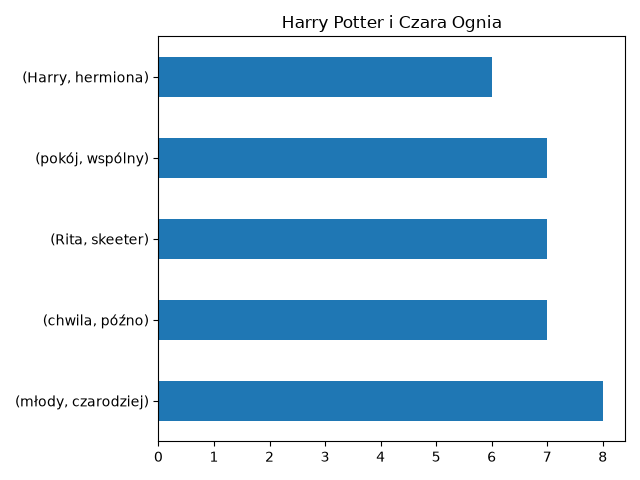 Harry Potter i Czara Ognia
(Harry, hermiona)
(pokój, wspólny)
(Rita, skeeter)
(chwila, późno)
(młody, czarodziej)
0 1 2 3 4 5 6 7 8